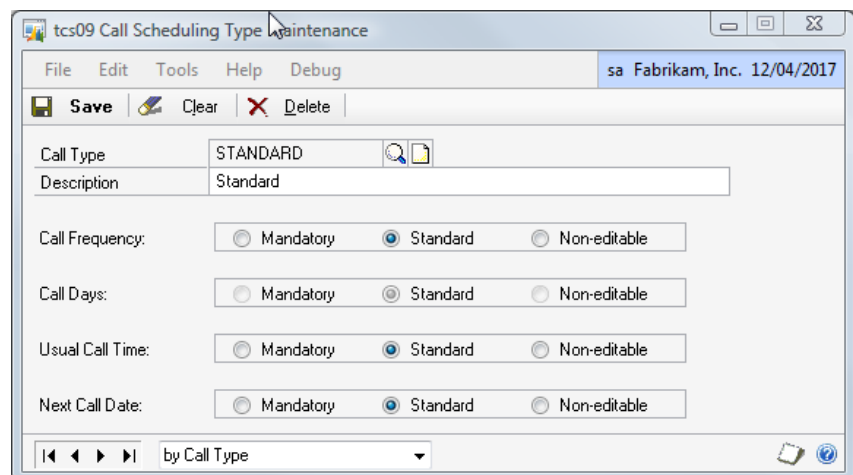 tcs09 Call Scheduling Type Maintenance
File Edit Tools Help Debug sa Fabrikam, Inc. 12/04/2017
Save Clear Delete
Call Type STANDARD
Description Standard
Call Frequency: Mandatory Standard Non-editable
Call Days: Mandatory Standard Non-editable
Usual Call Time: Mandatory Standard Non-editable
Next Call Date: Mandatory Standard Non-editable
by Call Type